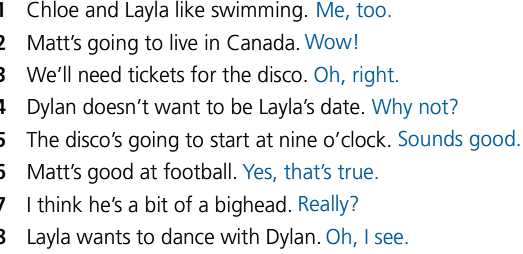 1 Chloe and Layla like swimming. Me, too.
2 Matt's going to live in Canada. Wow!
3 We'll need tickets for the disco. Oh, right.
4 Dylan doesn't want to be Layla's date. Why not?
5 The disco's going to start at nine o'clock. Sounds good.
6 Matt's good at football. Yes, that's true.
7 I think he's a bit of a bighead. Really?
8 Layla wants to dance with Dylan. Oh, I see.